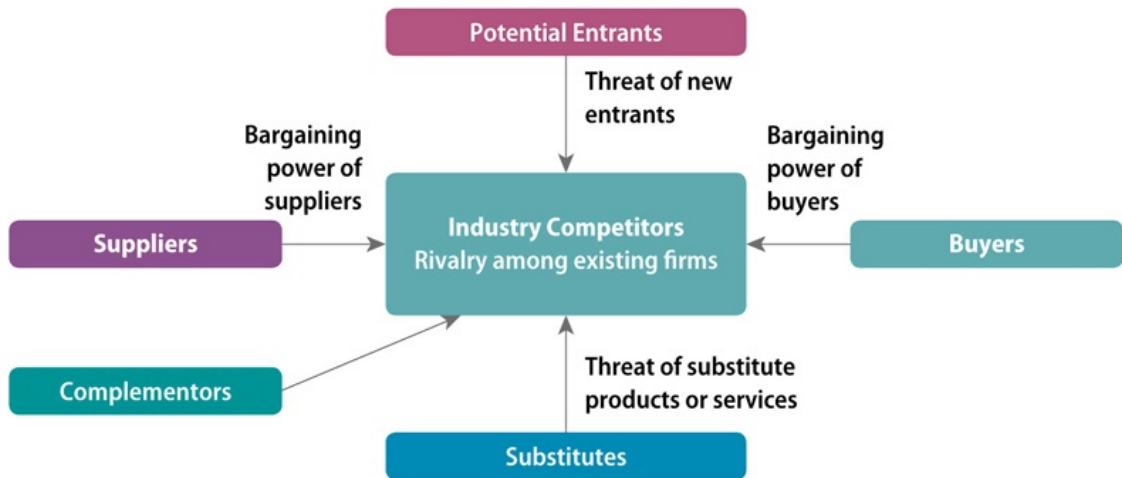 Potential Entrants
Threat of new
entrants
Bargaining
power of
suppliers
Bargaining
power of
buyers
Suppliers
Industry Competitors
Rivalry among existing firms
Buyers
Complementors
Threat of substitute
products or services
Substitutes